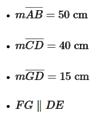 • m\overline{AB} = 50 cm
• m\overline{CD} = 40 cm
• m\overline{GD} = 15 cm
• FG ∥ DE